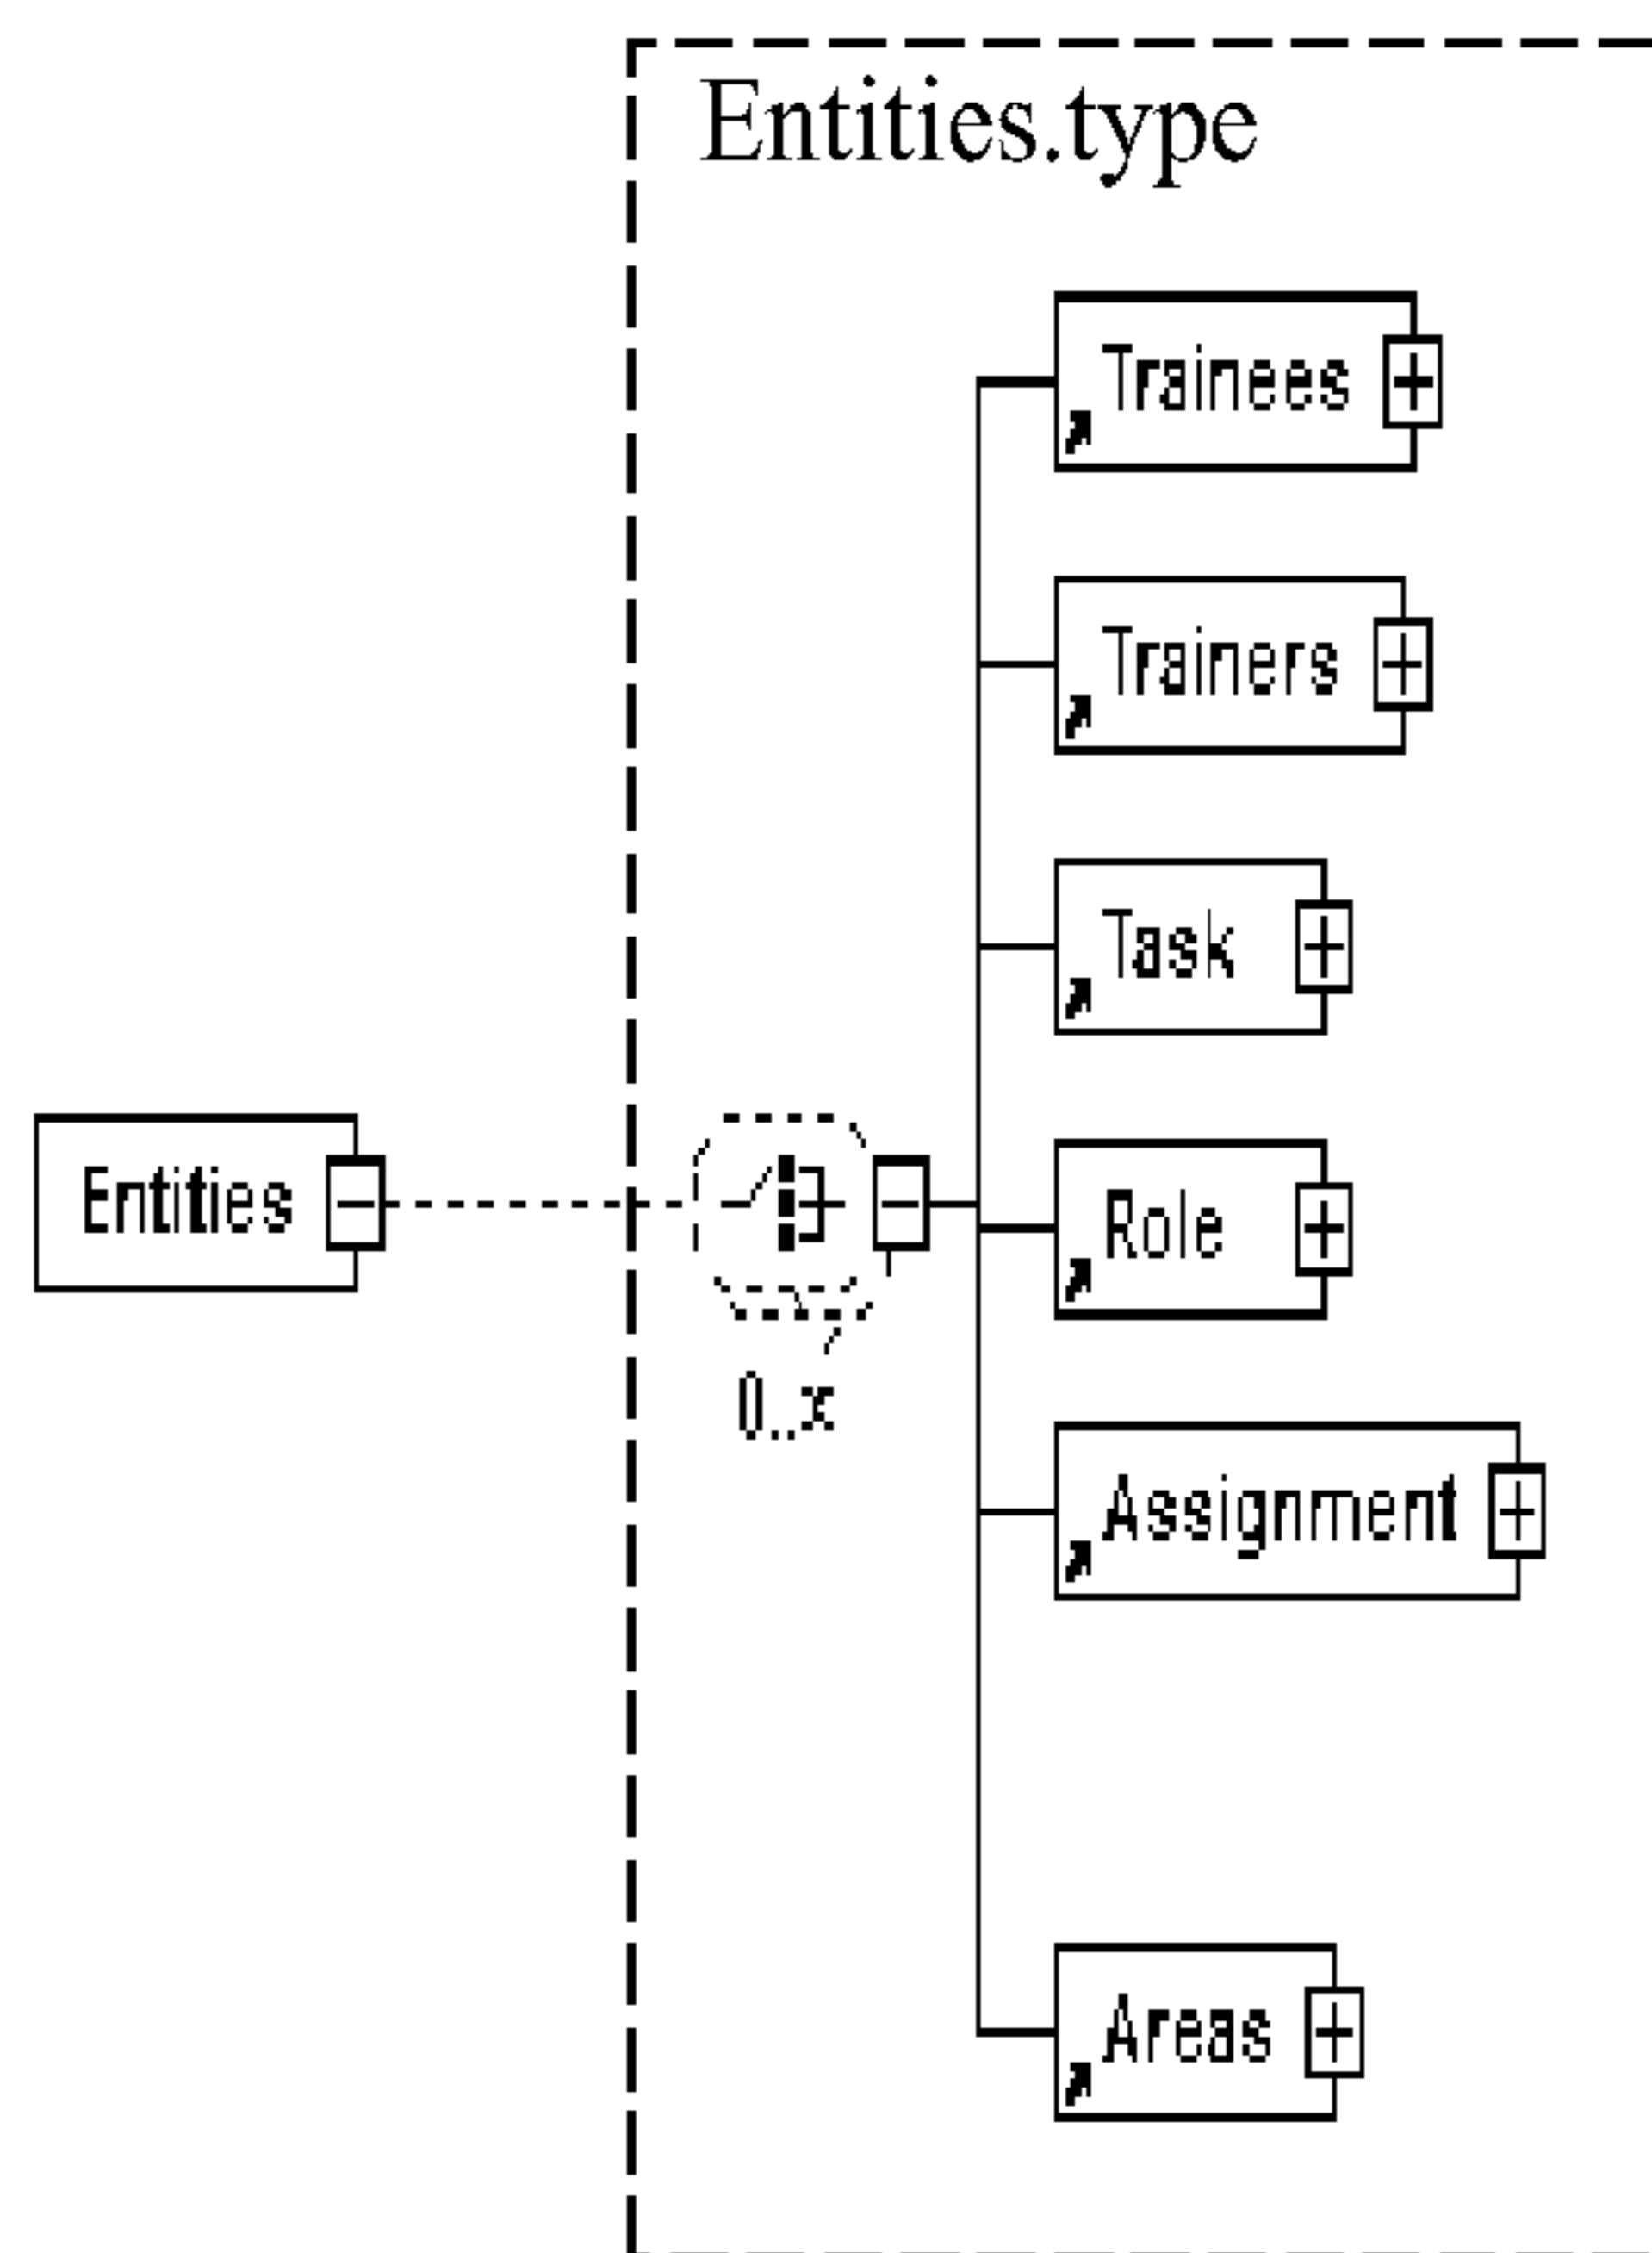 Entities.type
Trainees
Trainers
Task
Entities
Role
0..x
Assignment
Areas